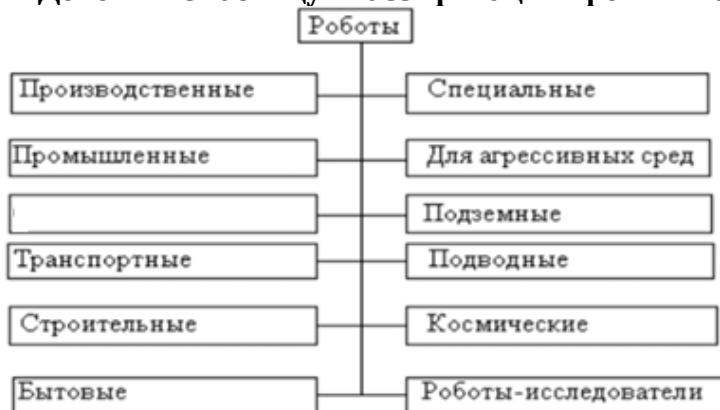 Роботы
Производственные
Специальные
Промышленные
Для агрессивных сред
Подземные
Транспортные
Подводные
Строительные
Космические
Бытовые
Роботы-исследователи